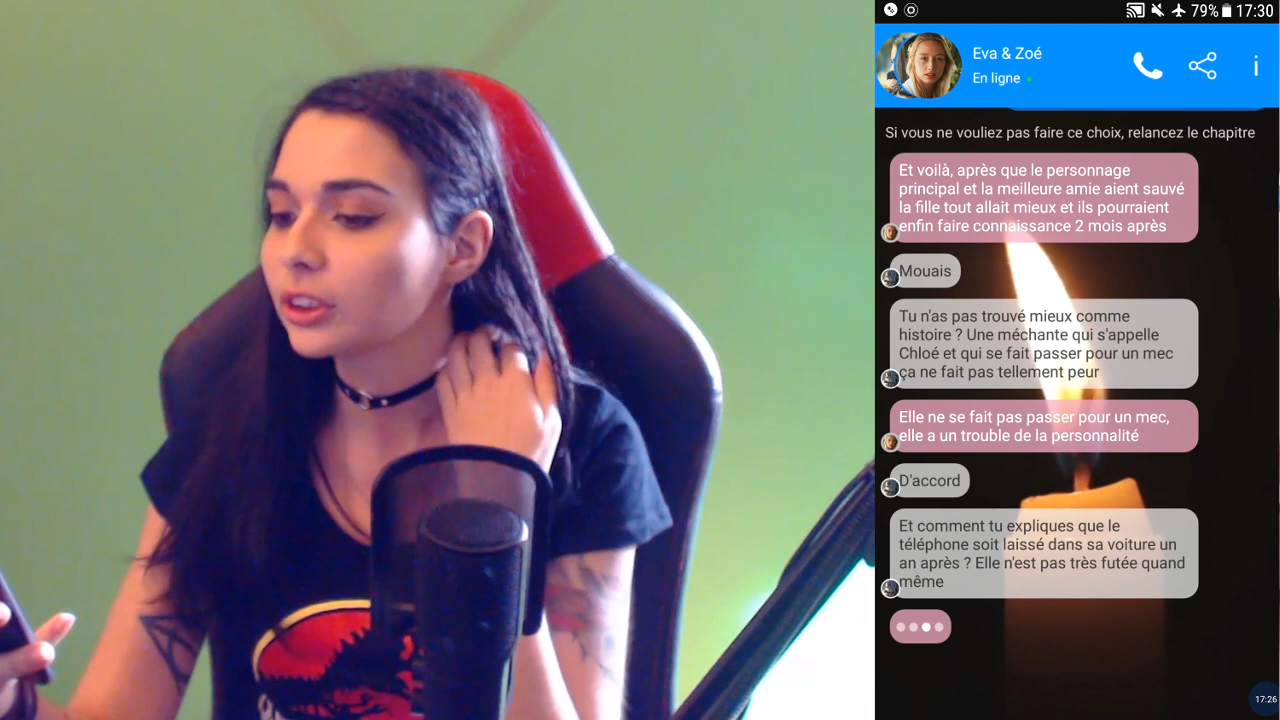 79% 17:30
Eva & Zoé
En ligne
Si vous ne vouliez pas faire ce choix, relancez le chapitre
Et voilà, après que le personnage
principal et la meilleure amie aient sauvé
la fille tout allait mieux et ils pourraient
enfin faire connaissance 2 mois après
Mouais
Tu n'as pas trouvé mieux comme
histoire ? Une méchante qui s'appelle
Chloé et qui se fait passer pour un mec
ça ne fait pas tellement peur
Elle ne se fait pas passer pour un mec,
elle a un trouble de la personnalité
D'accord
Et comment tu expliques que le
téléphone soit laissé dans sa voiture un
an après ? Elle n'est pas très futée quand
même
17:26